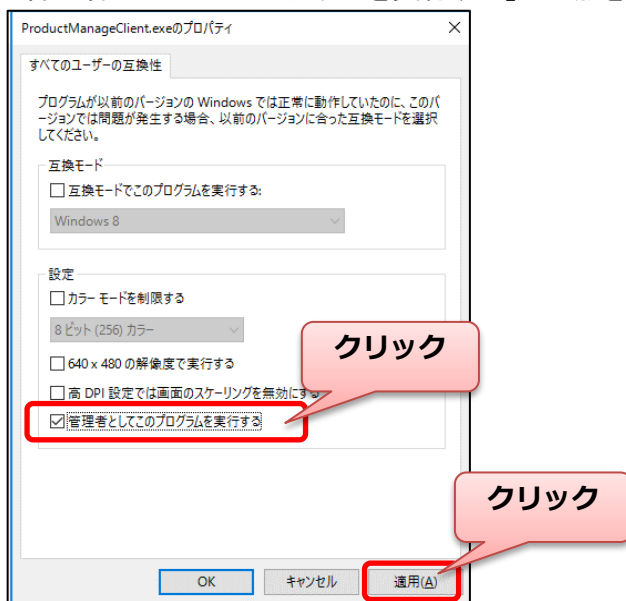 ProductManageClient.exeのプロパティ
すべてのユーザーの互換性
プログラムが以前のバージョンの Windows では正常に動作していたのに、このバ
ージョンでは問題が発生する場合、以前のバージョンに合った互換モードを選択
してください。
互換モード
互換モードでこのプログラムを実行する:
Windows 8
設定
カラー モードを制限する
8 ビット (256) カラー
クリック
640 x 480 の解像度で実行する
高 DPI 設定では画面のスケーリングを無効にする
管理者としてこのプログラムを実行する
クリック
OK
キャンセル
適用(A)